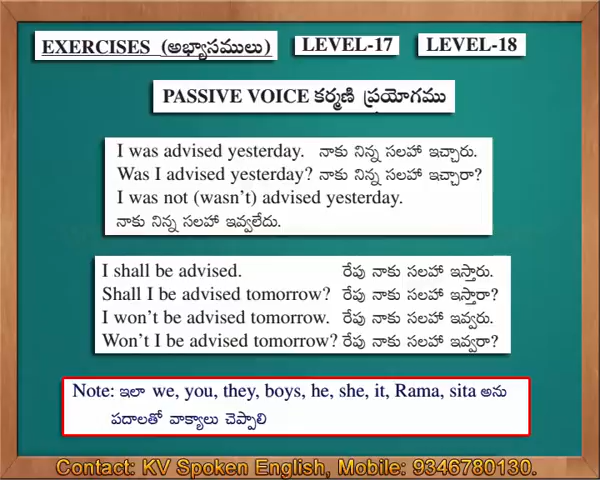 EXERCISES (అభ్యాసములు) LEVEL-17 LEVEL-18
PASSIVE VOICE కర్మణి ప్రయోగము
I was advised yesterday. నాకు నిన్న సలహా ఇచ్చారు.
Was I advised yesterday? నాకు నిన్న సలహా ఇచ్చారా?
I was not (wasn't) advised yesterday.
నాకు నిన్న సలహా ఇవ్వలేదు.
I shall be advised. రేపు నాకు సలహా ఇస్తారు.
Shall I be advised tomorrow? రేపు నాకు సలహా ఇస్తారా?
I won't be advised tomorrow. రేపు నాకు సలహా ఇవ్వరు.
Won't I be advised tomorrow? రేపు నాకు సలహా ఇవ్వరా?
Note: ఇలా we, you, they, boys, he, she, it, Rama, sita అను
పదాలతో వాక్యాలు చెప్పాలి
Contact: KV Spoken English, Mobile: 9346780130.